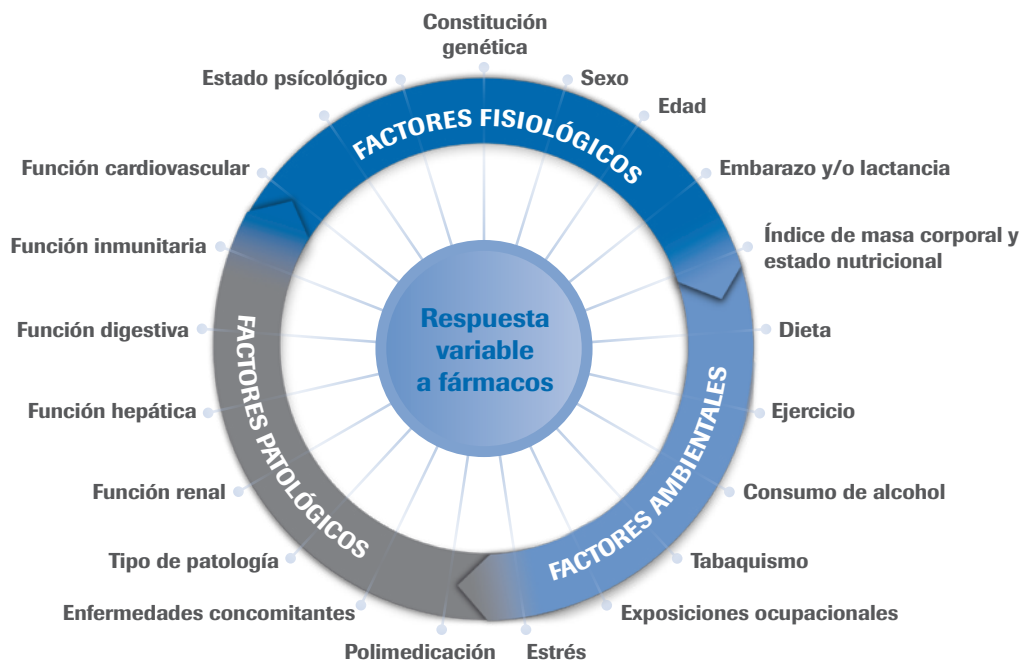 Constitución
genética
Sexo
Edad
Embarazo y/o lactancia
Índice de masa corporal y
estado nutricional
Dieta
Ejercicio
Consumo de alcohol
Tabaquismo
Exposiciones ocupacionales
Estrés
Polimedicación
Enfermedades concomitantes
Tipo de patología
Función renal
Función hepática
Función digestiva
Función inmunitaria
Función cardiovascular
Estado psícológico
FACTORES FISIOLÓGICOS
FACTORES AMBIENTALES
FACTORES PATOLÓGICOS
Respuesta
variable
a fármacos